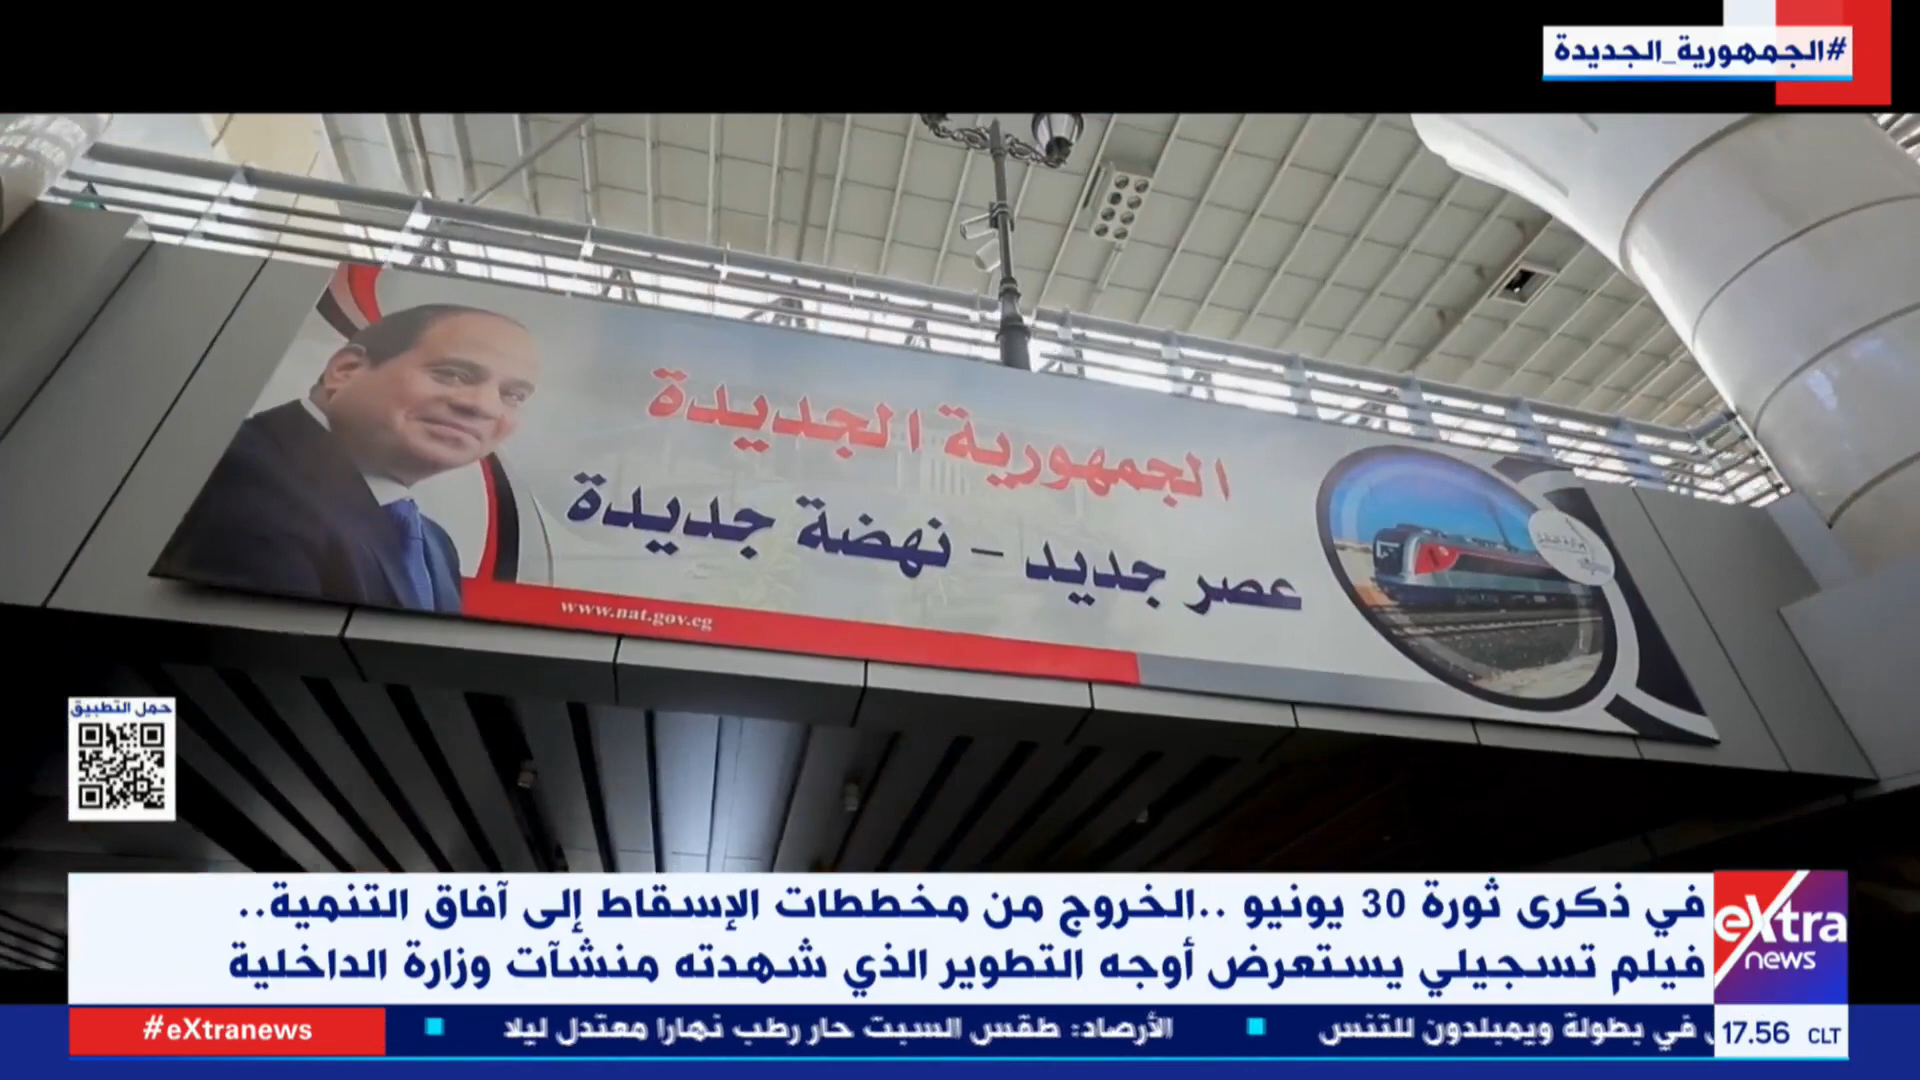 #الجمهورية_الجديدة
الجمهورية الجديدة
عصر جديد - نهضة جديدة
www.nat.gov.eg
حمل التطبيق
في ذكرى ثورة 30 يونيو ..الخروج من مخططات الإسقاط إلى آفاق التنمية..
فيلم تسجيلي يستعرض أوجه التطوير الذي شهدته منشآت وزارة الداخلية
eXtra
news
#eXtranews
في بطولة ويمبلدون للتنس
الأرصاد: طقس السبت حار رطب نهارا معتدل ليلا
17.56 CLT